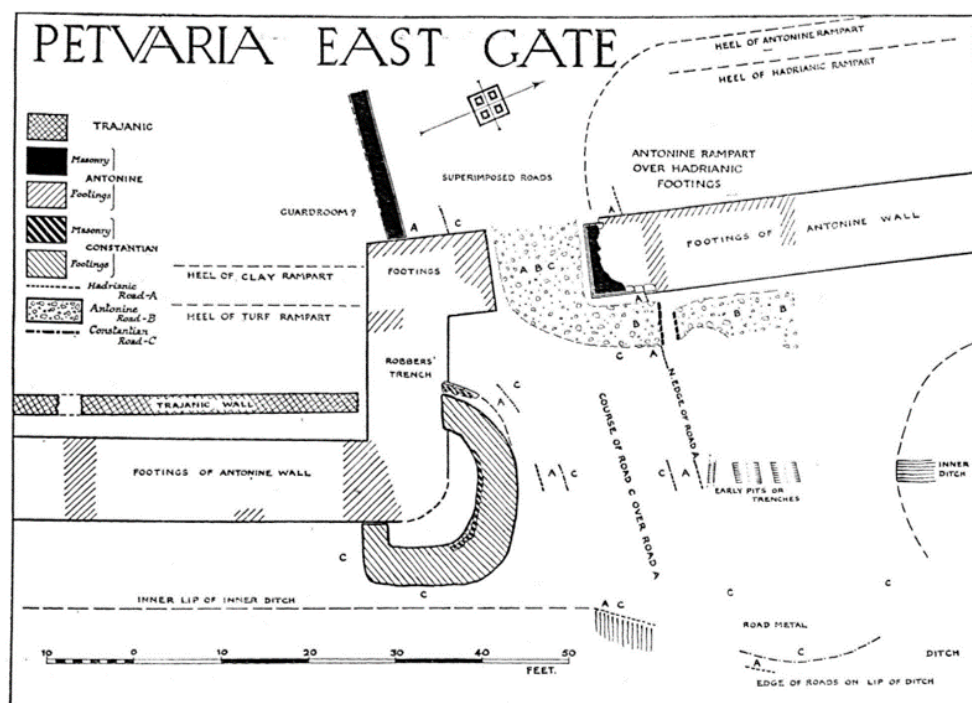 PETVARIA EAST GATE
TRAJANIC
Masonry
ANTONINE
Footings
Masonry
CONSTANTIAN
Footings
Hadrianic
Road-A
Antonine
Road-B
Constantian
Road-C
HEEL OF ANTONINE RAMPART
HEEL OF HADRIANIC RAMPART
ANTONINE RAMPART
OVER HADRIANIC
FOOTINGS
SUPERIMPOSED ROADS
GUARDROOM?
A
C
A
FOOTINGS OF ANTONINE WALL
HEEL OF CLAY RAMPART
FOOTINGS
A B C
HEEL OF TURF RAMPART
A
B
B
B
C
A
ROBBERS'
TRENCH
C
A
N. EDGE OF ROAD A
COURSE OF ROAD C OVER ROAD A
TRAJANIC WALL
FOOTINGS OF ANTONINE WALL
A
C
C
A
EARLY PITS OR
TRENCHES
INNER
DITCH
C
C
C
C
INNER LIP OF INNER DITCH
A C
ROAD METAL
C
A
DITCH
EDGE OF ROADS ON LIP OF DITCH
10 0 10 20 30 40 50
FEET.